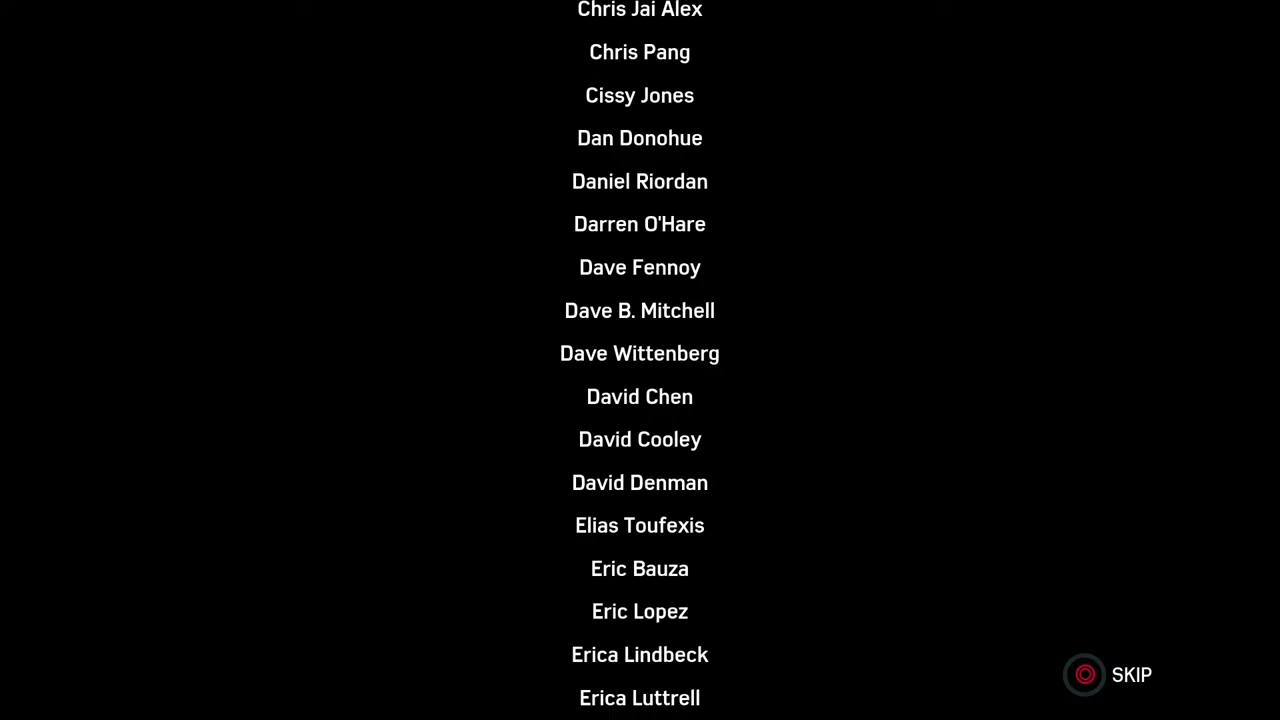 Chris Jai Alex
Chris Pang
Cissy Jones
Dan Donohue
Daniel Riordan
Darren O'Hare
Dave Fennoy
Dave B. Mitchell
Dave Wittenberg
David Chen
David Cooley
David Denman
Elias Toufexis
Eric Bauza
Eric Lopez
Erica Lindbeck
SKIP
Erica Luttrell